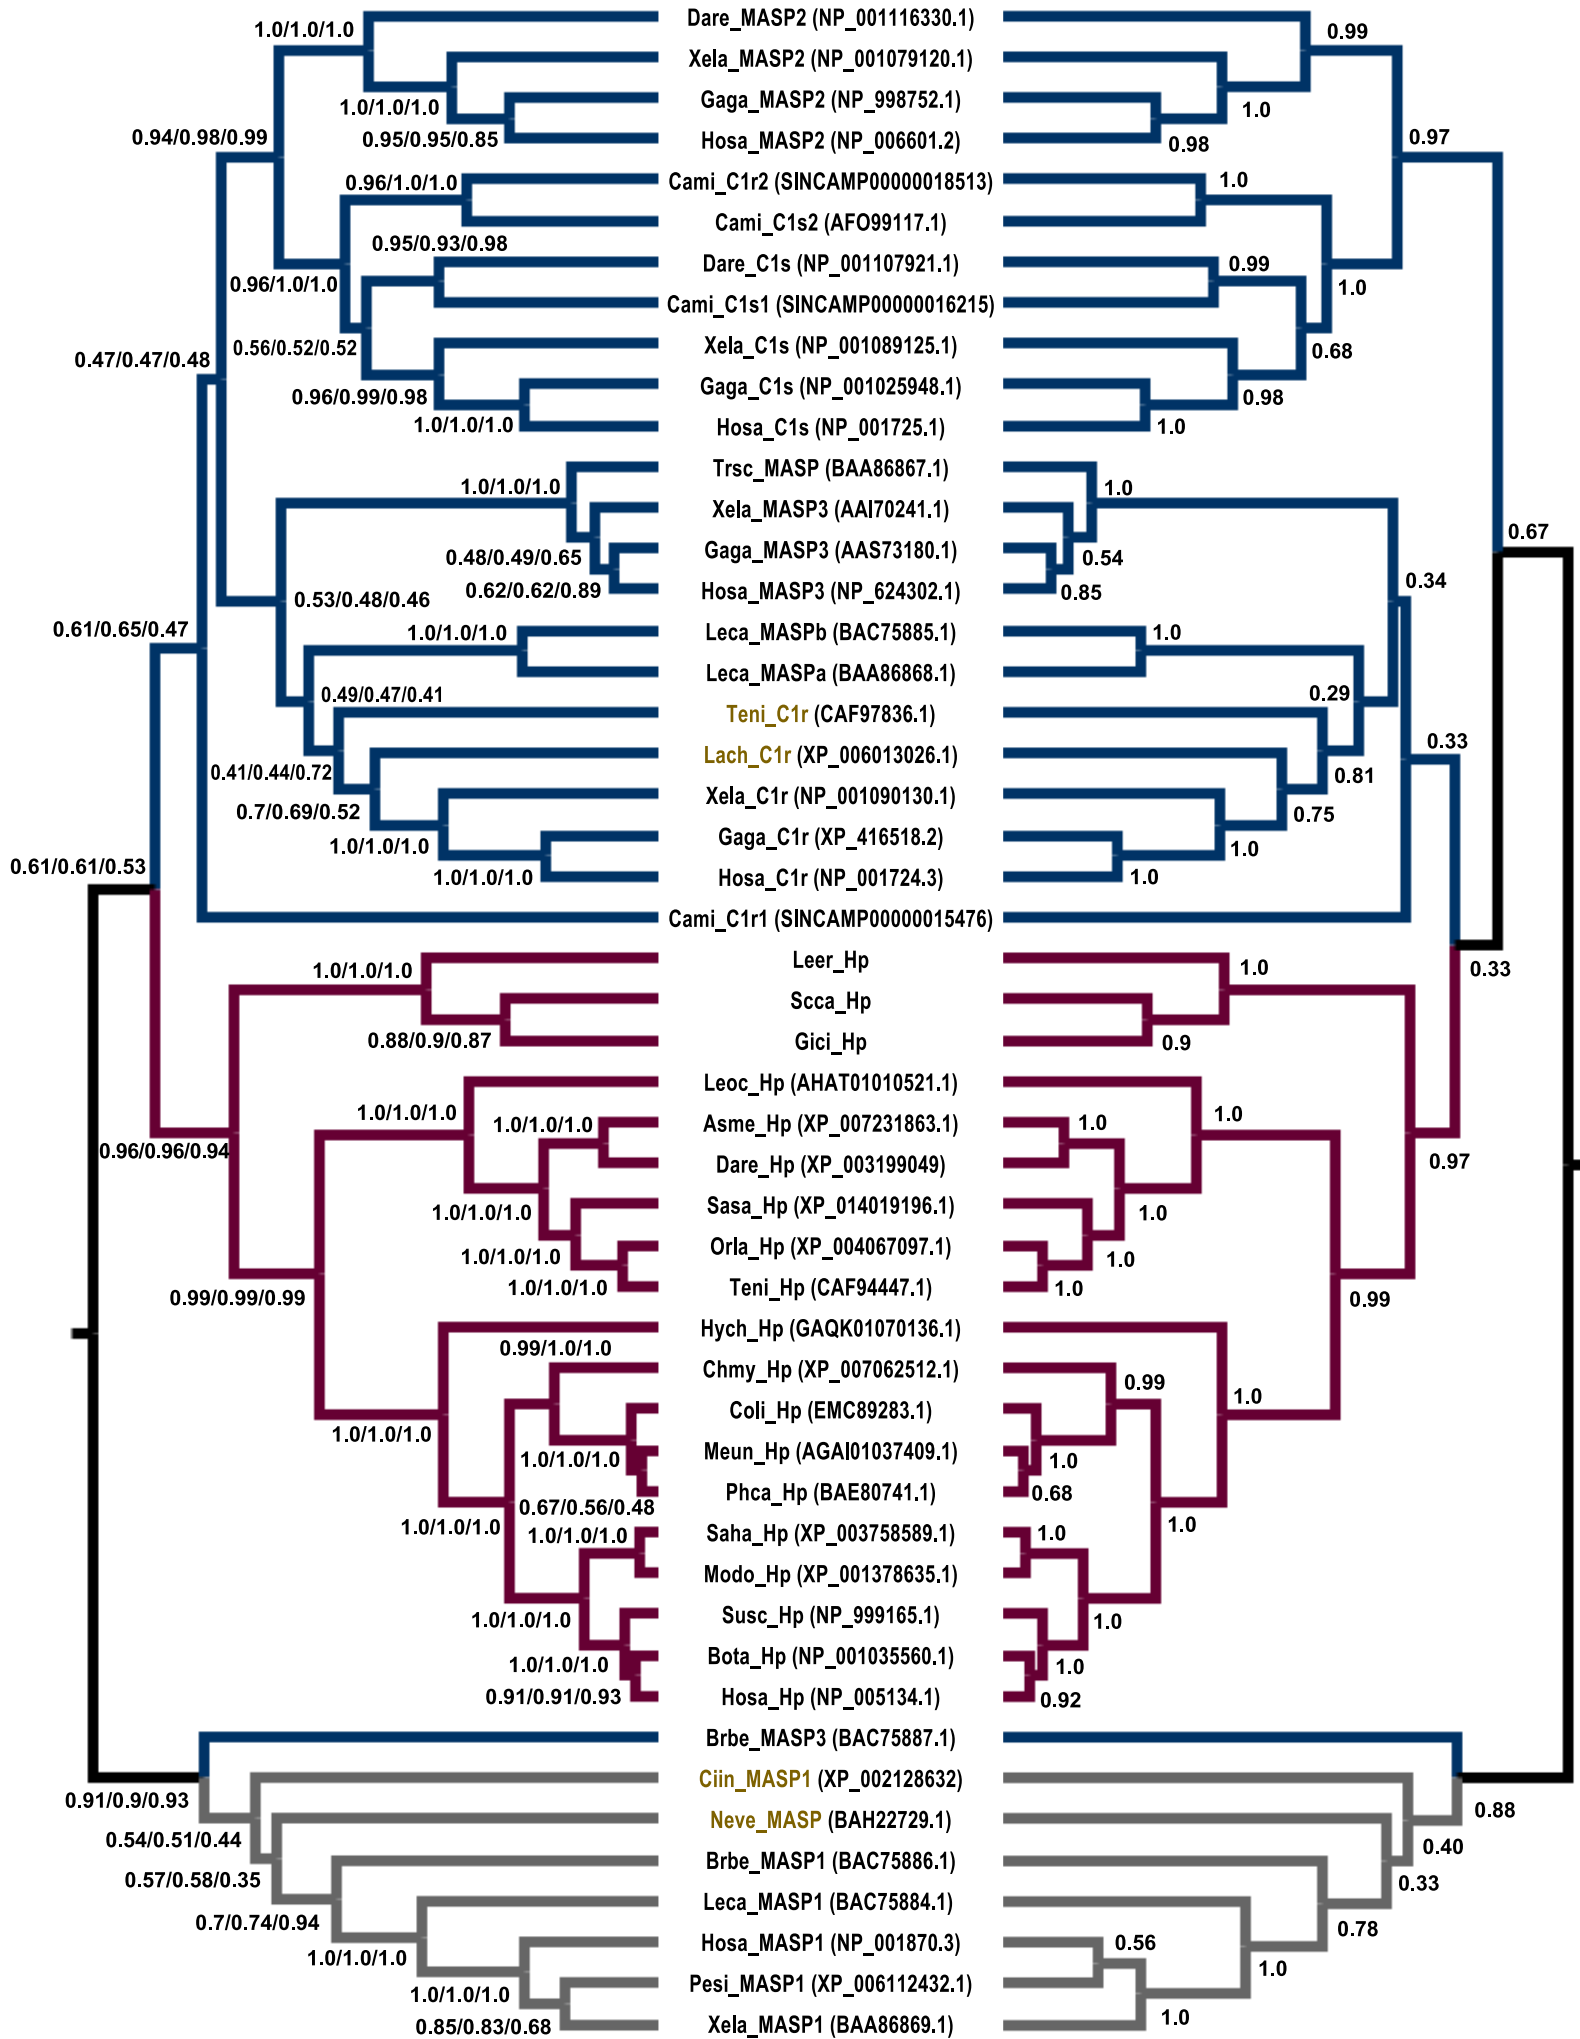 Dare_MASP2 (NP_001116330.1)
1.0/1.0/1.0
0.99
Xela_MASP2 (NP_001079120.1)
Gaga_MASP2 (NP_998752.1)
1.0/1.0/1.0
1.0
0.94/0.98/0.99
0.95/0.95/0.85
Hosa_MASP2 (NP_006601.2)
0.98
0.97
0.96/1.0/1.0
Cami_C1r2 (SINCAMP00000018513)
1.0
Cami_C1s2 (AFO99117.1)
0.95/0.93/0.98
Dare_C1s (NP_001107921.1)
0.99
0.96/1.0/1.0
1.0
Cami_C1s1 (SINCAMP00000016215)
0.56/0.52/0.52
Xela_C1s (NP_001089125.1)
0.68
0.47/0.47/0.48
Gaga_C1s (NP_001025948.1)
0.96/0.99/0.98
0.98
1.0/1.0/1.0
Hosa_C1s (NP_001725.1)
1.0
Trsc_MASP (BAA86867.1)
1.0/1.0/1.0
1.0
Xela_MASP3 (AAI70241.1)
0.67
0.48/0.49/0.65
Gaga_MASP3 (AAS73180.1)
0.54
0.62/0.62/0.89
Hosa_MASP3 (NP_624302.1)
0.85
0.34
0.53/0.48/0.46
0.61/0.65/0.47
1.0/1.0/1.0
Leca_MASPb (BAC75885.1)
1.0
Leca_MASPa (BAA86868.1)
0.49/0.47/0.41
0.29
Teni_C1r (CAF97836.1)
0.33
Lach_C1r (XP_006013026.1)
0.41/0.44/0.72
0.81
Xela_C1r (NP_001090130.1)
0.7/0.69/0.52
0.75
Gaga_C1r (XP_416518.2)
1.0/1.0/1.0
1.0
0.61/0.61/0.53
1.0/1.0/1.0
Hosa_C1r (NP_001724.3)
1.0
Cami_C1r1 (SINCAMP00000015476)
Leer_Hp
1.0/1.0/1.0
1.0
0.33
Scca_Hp
0.88/0.9/0.87
Gici_Hp
0.9
Leoc_Hp (AHAT01010521.1)
1.0/1.0/1.0
1.0
1.0/1.0/1.0
Asme_Hp (XP_007231863.1)
1.0
0.96/0.96/0.94
Dare_Hp (XP_003199049)
0.97
Sasa_Hp (XP_014019196.1)
1.0/1.0/1.0
1.0
Orla_Hp (XP_004067097.1)
1.0/1.0/1.0
1.0
1.0/1.0/1.0
Teni_Hp (CAF94447.1)
1.0
0.99/0.99/0.99
0.99
Hych_Hp (GAQK01070136.1)
0.99/1.0/1.0
Chmy_Hp (XP_007062512.1)
0.99
Coli_Hp (EMC89283.1)
1.0
1.0/1.0/1.0
Meun_Hp (AGAI01037409.1)
1.0/1.0/1.0
1.0
Phca_Hp (BAE80741.1)
0.68
0.67/0.56/0.48
1.0/1.0/1.0
1.0
1.0/1.0/1.0
Saha_Hp (XP_003758589.1)
1.0
Modo_Hp (XP_001378635.1)
Susc_Hp (NP_999165.1)
1.0/1.0/1.0
1.0
Bota_Hp (NP_001035560.1)
1.0/1.0/1.0
1.0
0.91/0.91/0.93
Hosa_Hp (NP_005134.1)
0.92
Brbe_MASP3 (BAC75887.1)
Ciin_MASP1 (XP_002128632)
0.91/0.9/0.93
0.88
Neve_MASP (BAH22729.1)
0.54/0.51/0.44
0.40
Brbe_MASP1 (BAC75886.1)
0.57/0.58/0.35
0.33
Leca_MASP1 (BAC75884.1)
0.7/0.74/0.94
0.78
Hosa_MASP1 (NP_001870.3)
0.56
1.0/1.0/1.0
1.0
Pesi_MASP1 (XP_006112432.1)
1.0/1.0/1.0
1.0
0.85/0.83/0.68
Xela_MASP1 (BAA86869.1)